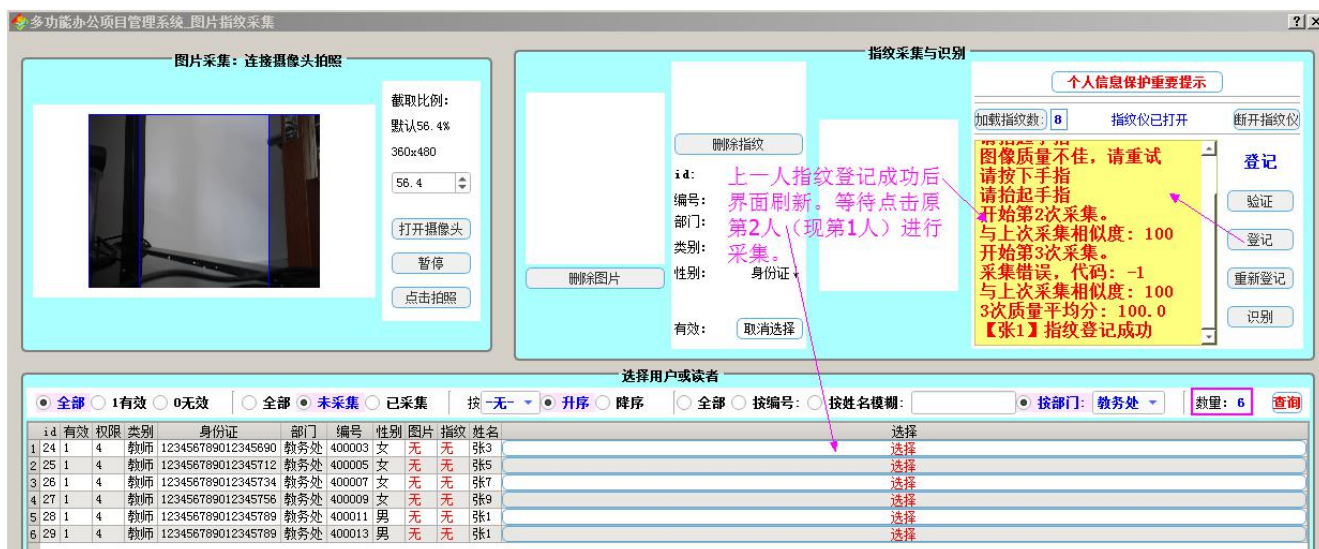 多功能办公项目管理系统_图片指纹采集
图片采集：连接摄像头拍照
截取比例：
默认56.4%
360x480
56.4
打开摄像头
暂停
点击拍照
指纹采集与识别
删除图片
删除指纹
id:
编号:
部门:
类别:
性别: 身份证
有效: 取消选择
上一人指纹登记成功后
界面刷新。等待点击原
第2人（现第1人）进行
采集。
个人信息保护重要提示
加载指纹数: 8 指纹仪已打开 断开指纹仪
请抬起手指
图像质量不佳，请重试
请按下手指
请抬起手指
开始第2次采集。
与上次采集相似度：100
开始第3次采集。
采集错误，代码：-1
与上次采集相似度：100
3次质量平均分：100.0
【张1】指纹登记成功
登记
验证
登记
重新登记
识别
选择用户或读者
全部 1有效 0无效 全部 未采集 已采集 按 -无- 升序 降序 全部 按编号: 按姓名模糊: 按部门: 教务处 数量: 6 查询
id 有效 权限 类别 身份证 部门 编号 性别 图片 指纹 姓名 选择
1 24 1 4 教师 123456789012345690 教务处 400003 女 无 无 张3 选择
2 25 1 4 教师 123456789012345712 教务处 400005 女 无 无 张5 选择
3 26 1 4 教师 123456789012345734 教务处 400007 女 无 无 张7 选择
4 27 1 4 教师 123456789012345756 教务处 400009 女 无 无 张9 选择
5 28 1 4 教师 123456789012345789 教务处 400011 男 无 无 张1 选择
6 29 1 4 教师 123456789012345789 教务处 400013 男 无 无 张1 选择